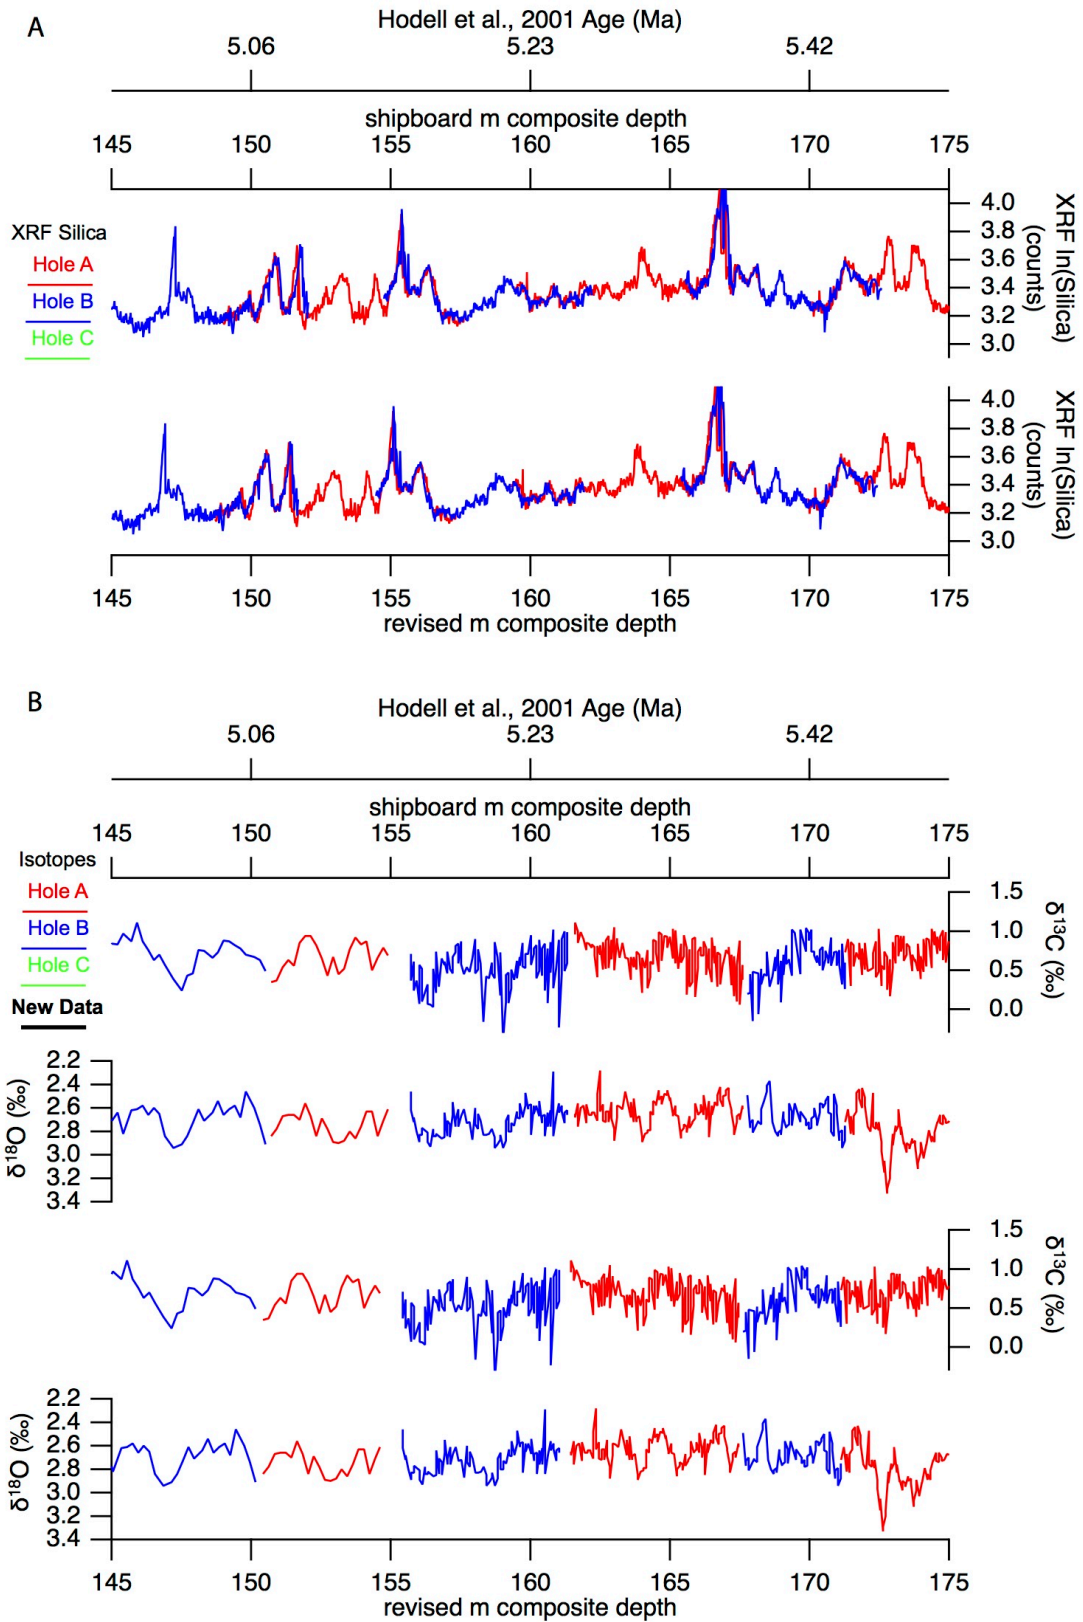 A
Hodell et al., 2001 Age (Ma)
5.06 5.23 5.42
shipboard m composite depth
145 150 155 160 165 170 175
XRF Silica
Hole A
Hole B
Hole C
4.0
3.8
3.6
3.4
3.2
3.0
XRF ln(Silica)
(counts)
4.0
3.8
3.6
3.4
3.2
3.0
XRF ln(Silica)
(counts)
145 150 155 160 165 170 175
revised m composite depth
B
Hodell et al., 2001 Age (Ma)
5.06 5.23 5.42
shipboard m composite depth
145 150 155 160 165 170 175
Isotopes
Hole A
Hole B
Hole C
New Data
1.5
1.0
0.5
0.0
δ¹³C (‰)
2.2
2.4
2.6
2.8
3.0
3.2
3.4
δ¹⁸O (‰)
1.5
1.0
0.5
0.0
δ¹³C (‰)
2.2
2.4
2.6
2.8
3.0
3.2
3.4
δ¹⁸O (‰)
145 150 155 160 165 170 175
revised m composite depth